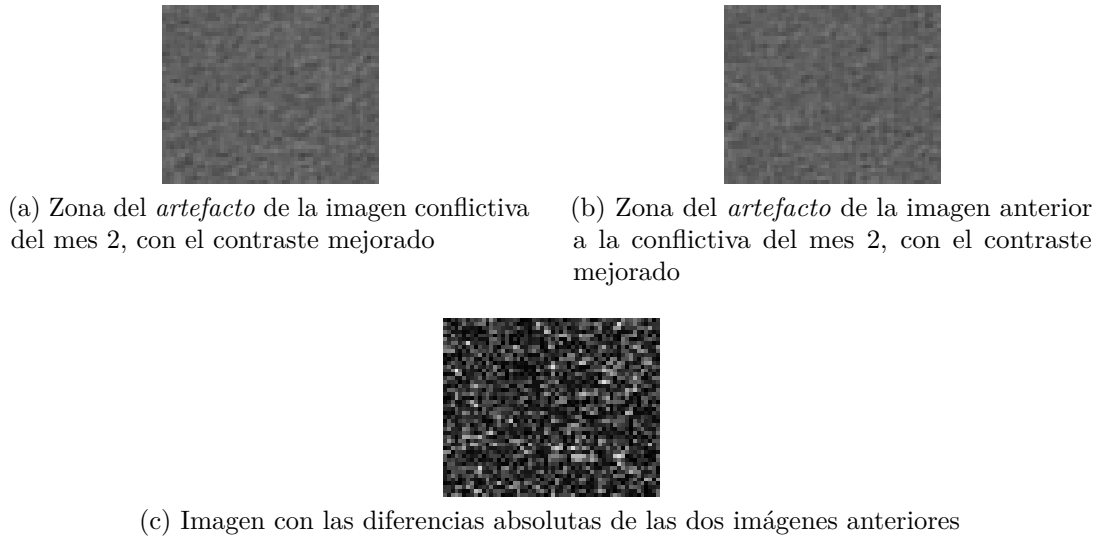 (a) Zona del artefacto de la imagen conflictiva
del mes 2, con el contraste mejorado
(b) Zona del artefacto de la imagen anterior
a la conflictiva del mes 2, con el contraste
mejorado
(c) Imagen con las diferencias absolutas de las dos imágenes anteriores